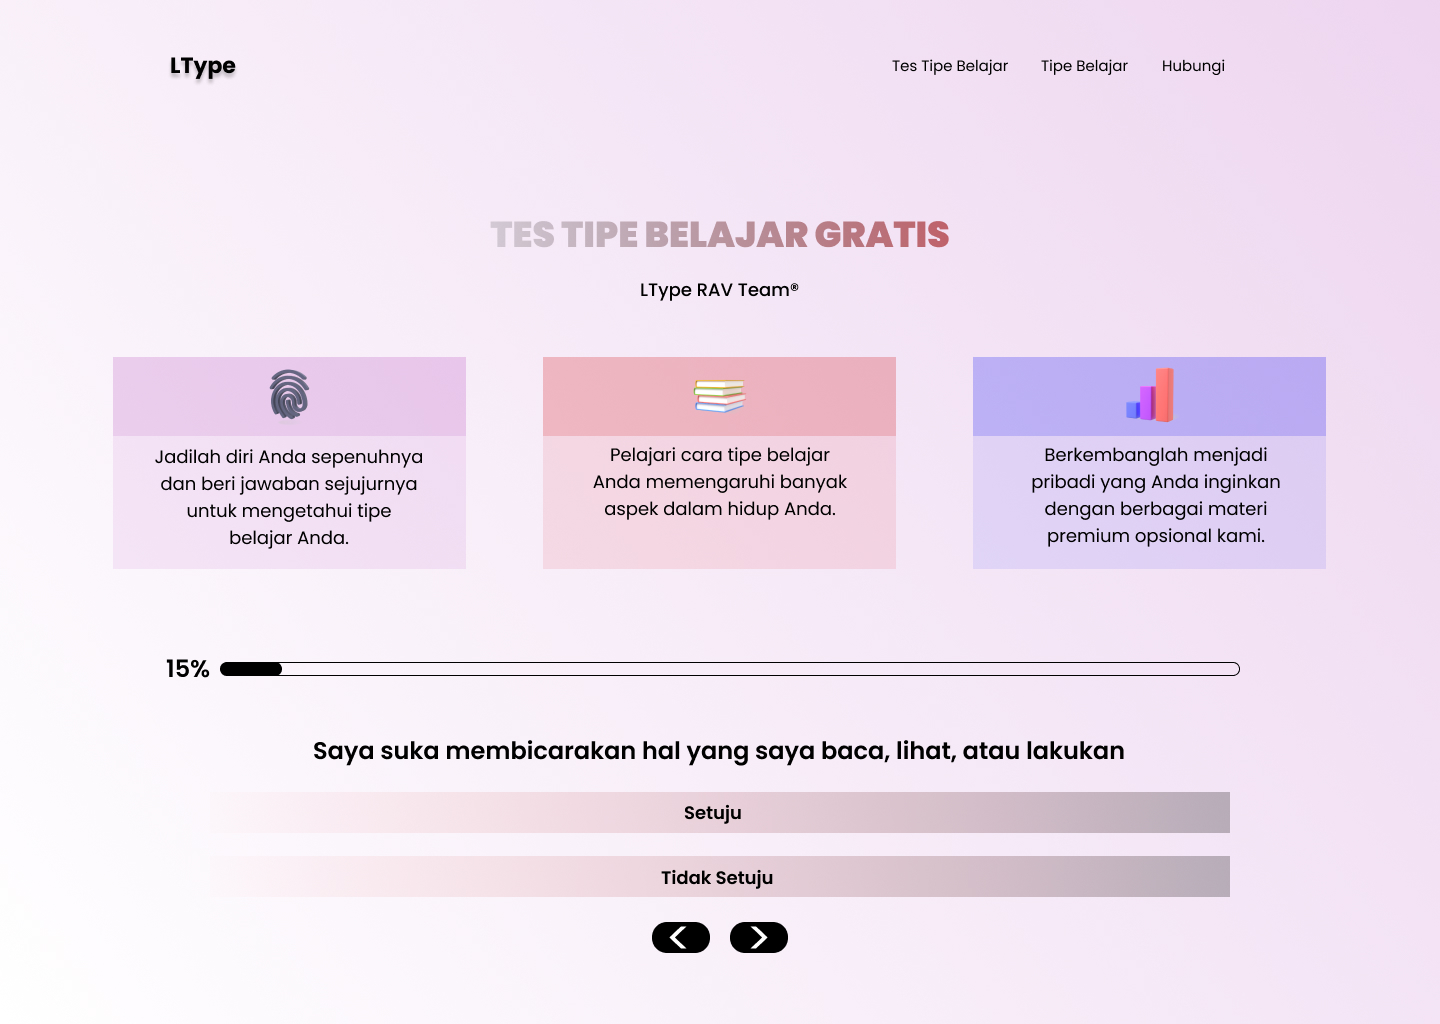 LType
Tes Tipe Belajar
Tipe Belajar
Hubungi
TES TIPE BELAJAR GRATIS
LType RAV Team®
Jadilah diri Anda sepenuhnya
dan beri jawaban sejujurnya
untuk mengetahui tipe
belajar Anda.
Pelajari cara tipe belajar
Anda memengaruhi banyak
aspek dalam hidup Anda.
Berkembanglah menjadi
pribadi yang Anda inginkan
dengan berbagai materi
premium opsional kami.
15%
Saya suka membicarakan hal yang saya baca, lihat, atau lakukan
Setuju
Tidak Setuju